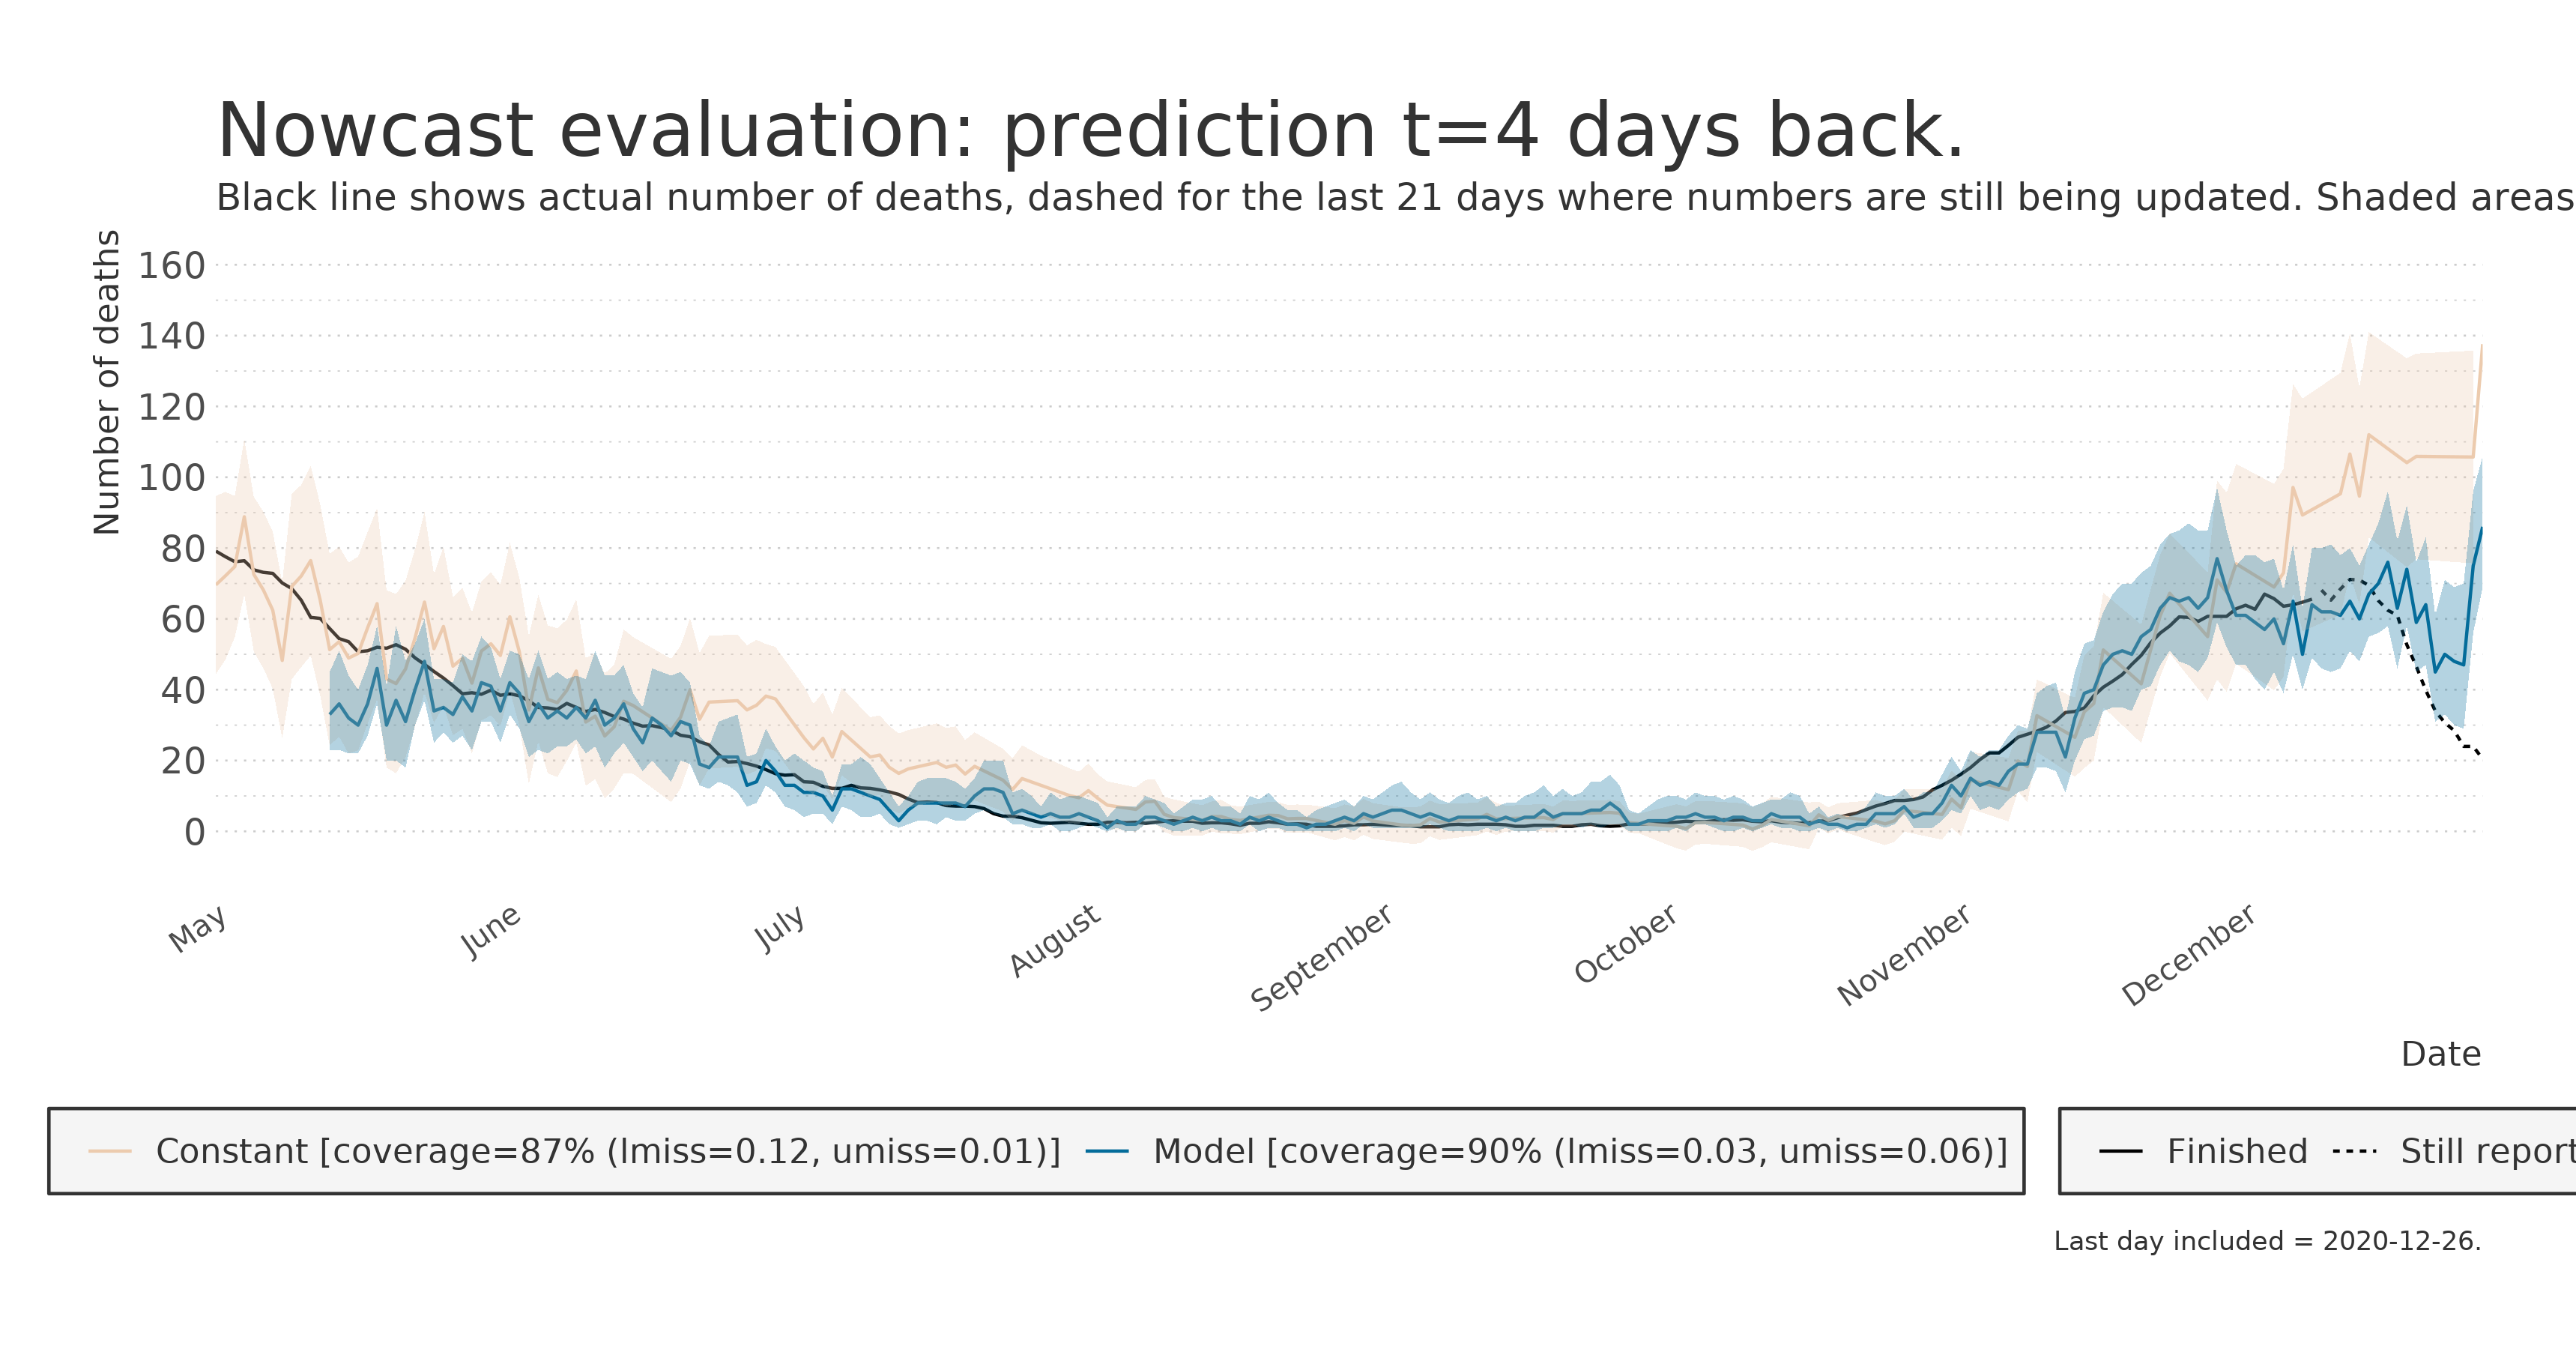 Nowcast evaluation: prediction t=4 days back.
Black line shows actual number of deaths, dashed for the last 21 days where numbers are still being updated. Shaded areas
Number of deaths
160
140
120
100
80
60
40
20
0
May
June
July
August
September
October
November
December
Date
Constant [coverage=87% (lmiss=0.12, umiss=0.01)]
Model [coverage=90% (lmiss=0.03, umiss=0.06)]
Finished
Still report
Last day included = 2020-12-26.